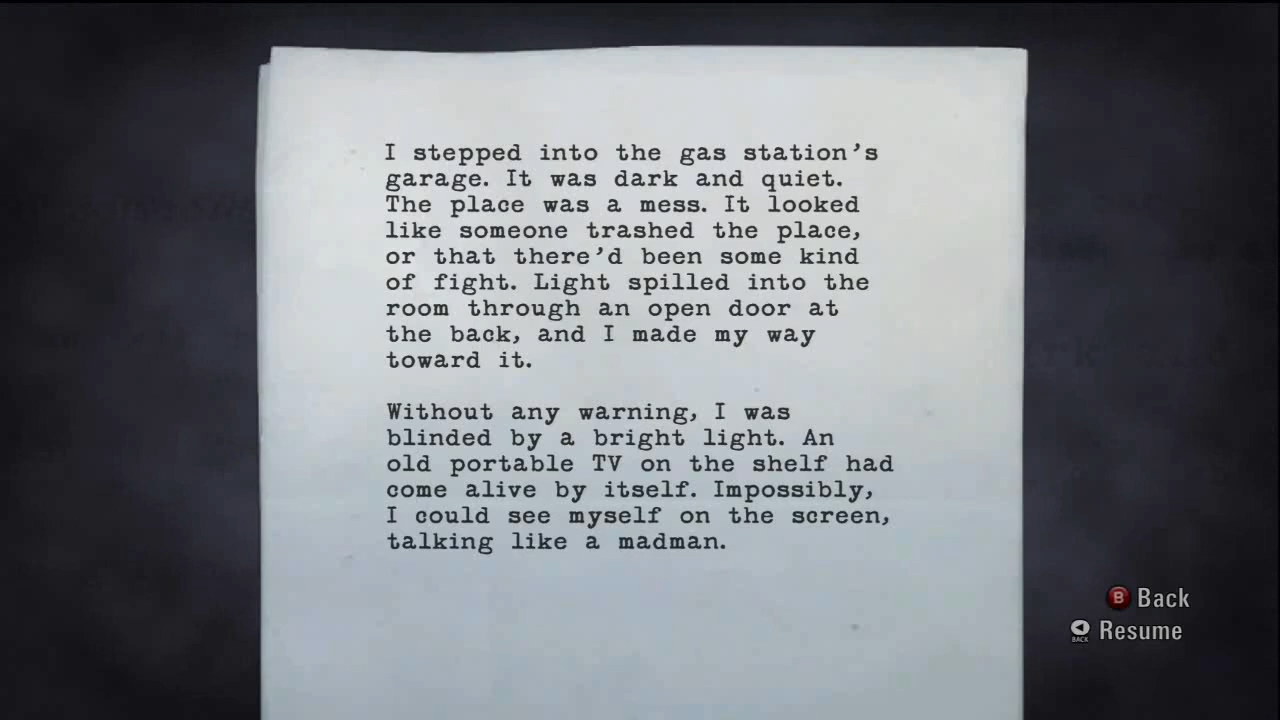 I stepped into the gas station's
garage. It was dark and quiet.
The place was a mess. It looked
like someone trashed the place,
or that there'd been some kind
of fight. Light spilled into the
room through an open door at
the back, and I made my way
toward it.
Without any warning, I was
blinded by a bright light. An
old portable TV on the shelf had
come alive by itself. Impossibly,
I could see myself on the screen,
talking like a madman.
B Back
BACK Resume